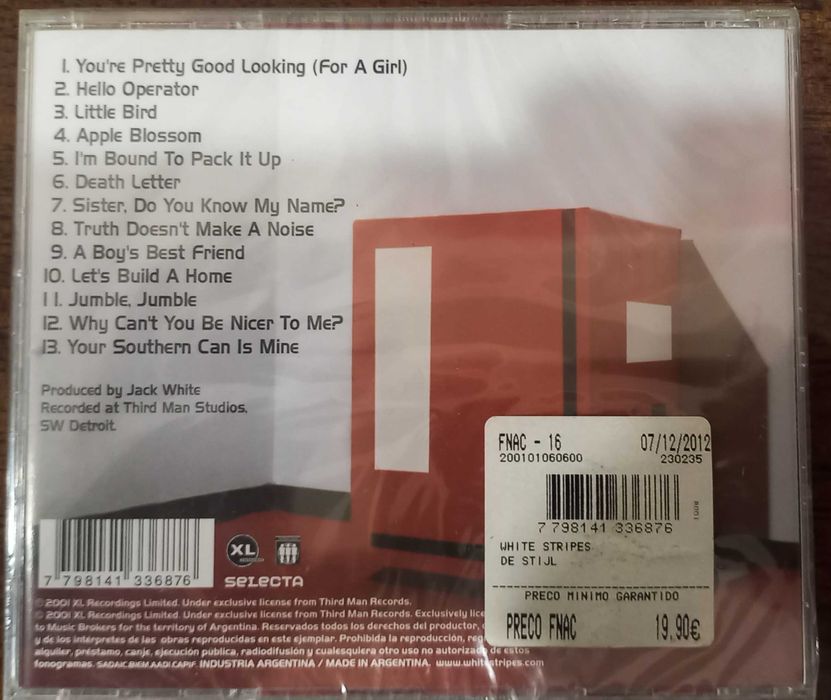 1. You're Pretty Good Looking (For A Girl)
2. Hello Operator
3. Little Bird
4. Apple Blossom
5. I'm Bound To Pack It Up
6. Death Letter
7. Sister, Do You Know My Name?
8. Truth Doesn't Make A Noise
9. A Boy's Best Friend
10. Let's Build A Home
11. Jumble, Jumble
12. Why Can't You Be Nicer To Me?
13. Your Southern Can Is Mine
Produced by Jack White
Recorded at Third Man Studios,
SW Detroit.
FNAC - 16 07/12/2012
200101060600 230235
7 798141 336876
WHITE STRIPES
DE STIJL
PRECO MINIMO GARANTIDO
PRECO FNAC 19.90€
7 798141 336876
XL
SELECTA
© 2001 XL Recordings Limited. Under exclusive license from Third Man Records.
℗ 2001 XL Recordings Limited. Under exclusive license from Third Man Records. Exclusively lice
to Music Brokers for the territory of Argentina. Reservados todos los derechos del productor,
y de los intérpretes de las obras reproducidas en este ejemplar. Prohibida la reproducción, reg
alquiler, préstamo, canje, ejecución pública, radiodifusión y cualesquiera otro uso no autorizado de estos
fonogramas. SADAIC.BIEM.AADI.CAPIF. INDUSTRIA ARGENTINA / MADE IN ARGENTINA. www.whitestripes.com